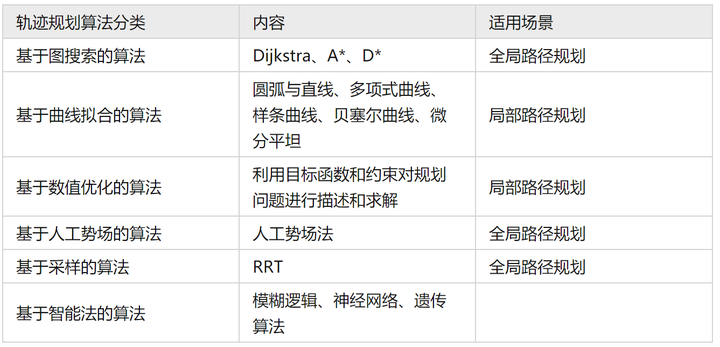 轨迹规划算法分类 内容 适用场景
基于图搜索的算法 Dijkstra、A*、D* 全局路径规划
基于曲线拟合的算法 圆弧与直线、多项式曲线、
样条曲线、贝塞尔曲线、微
分平坦 局部路径规划
基于数值优化的算法 利用目标函数和约束对规划
问题进行描述和求解 局部路径规划
基于人工势场的算法 人工势场法 全局路径规划
基于采样的算法 RRT 全局路径规划
基于智能法的算法 模糊逻辑、神经网络、遗传
算法